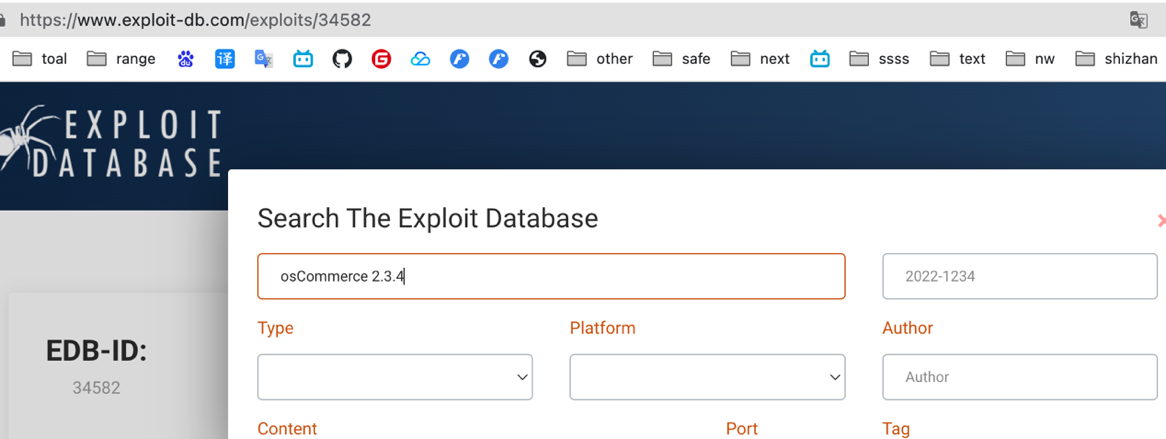 https://www.exploit-db.com/exploits/34582
toal range 译 other safe next ssss text nw shizhan
EXPLOIT
DATABASE
Search The Exploit Database
osCommerce 2.3.4 2022-1234
Type Platform Author
EDB-ID:
Author
34582
Content Port Tag